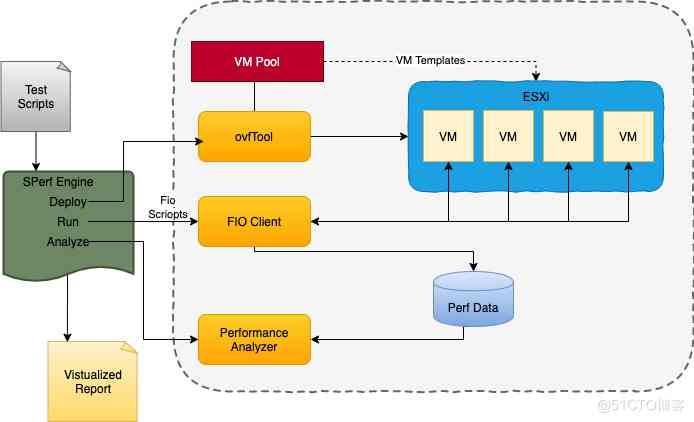 VM Pool
VM Templates
Test
Scripts
ESXi
ovfTool
VM
VM
VM
VM
SPerf Engine
Deploy
Run
Analyze
Fio
Scriopts
FIO Client
Perf Data
Performance
Analyzer
Vistualized
Report
@51CTO博客